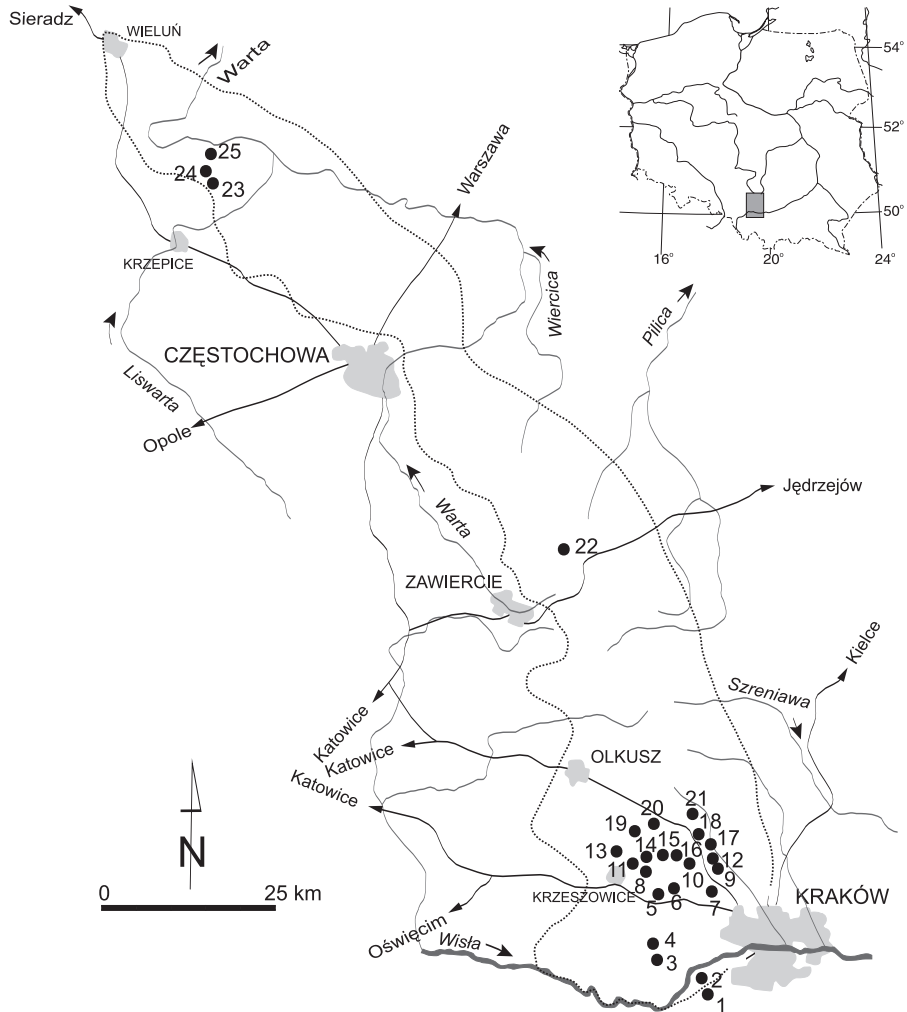 Sieradz
WIELUŃ
Warta
54°
52°
50°
16°
20°
24°
25
24
23
Warszawa
KRZEPICE
Wiercica
Pilica
CZĘSTOCHOWA
Liswarta
Opole
Jędrzejów
Warta
22
ZAWIERCIE
Kielce
Szreniawa
Katowice
Katowice
Katowice
OLKUSZ
N
0 25 km
21
20
18
19
17
14
15
16
13
12
11
9
8
10
KRZESZOWICE
5
6
7
KRAKÓW
Oświęcim
Wisła
4
3
2
1